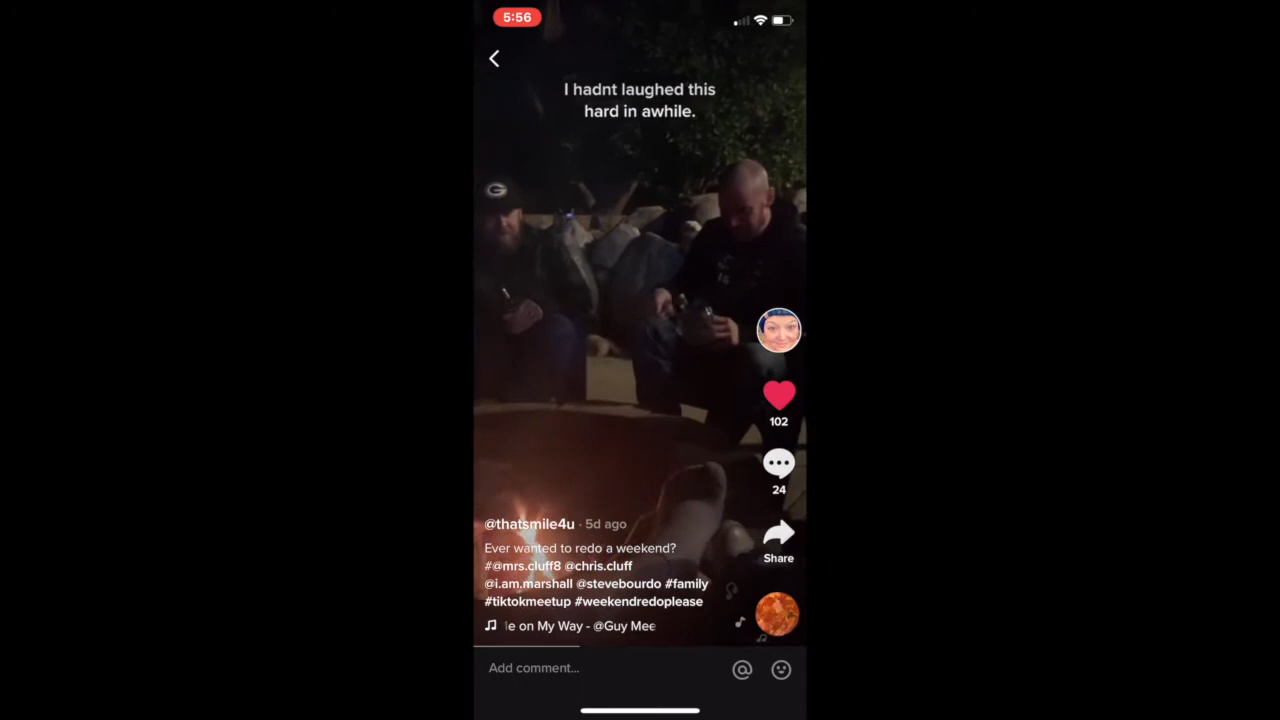 5:56
I hadnt laughed this
hard in awhile.
102
24
@thatsmile4u · 5d ago
Ever wanted to redo a weekend?
#@mrs.cluff8 @chris.cluff
@i.am.marshall @stevebourdo #family
#tiktokmeetup #weekendredoplease
Share
e on My Way - @Guy Mee
Add comment...